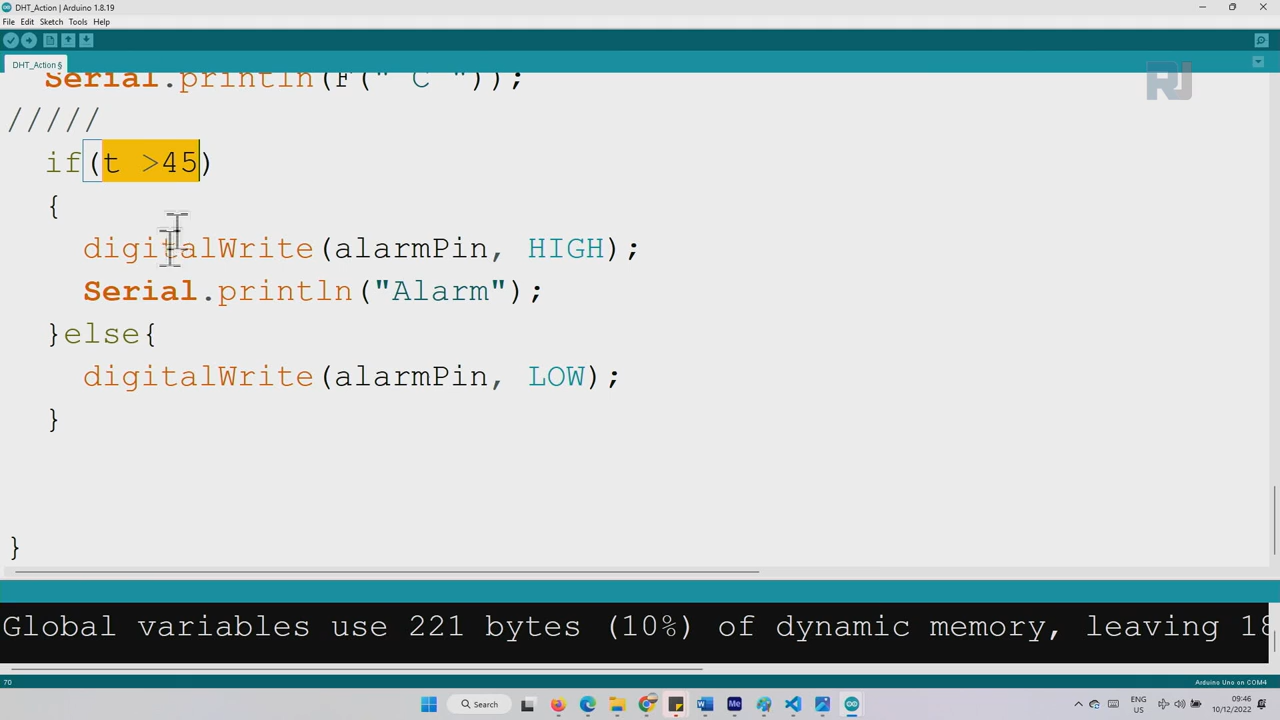 DHT_Action | Arduino 1.8.19
File Edit Sketch Tools Help
DHT_Action §
RJ
Serial.println(F(" C "));
/////
if(t >45)
{
digitalWrite(alarmPin, HIGH);
Serial.println("Alarm");
}else{
digitalWrite(alarmPin, LOW);
}
}
Global variables use 221 bytes (10%) of dynamic memory, leaving 18
70
Arduino Uno on COM4
Search
ENG
US
09:46
10/12/2022